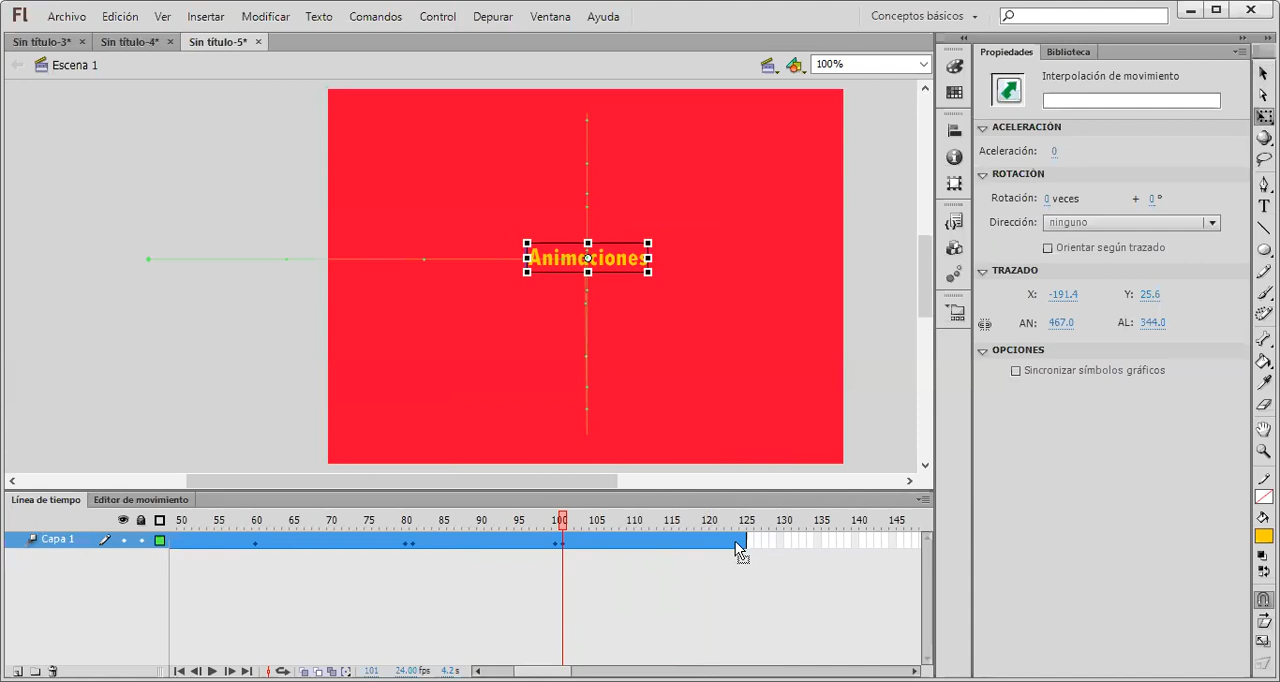 Fl Archivo Edición Ver Insertar Modificar Texto Comandos Control Depurar Ventana Ayuda Conceptos básicos
Sin título-3* × Sin título-4* × Sin título-5* ×
Escena 1 100%
Animaciones
Propiedades Biblioteca
Interpolación de movimiento
ACELERACIÓN
Aceleración: 0
ROTACIÓN
Rotación: 0 veces + 0 °
Dirección: ninguno
Orientar según trazado
TRAZADO
X: -191.4 Y: 25.6
AN: 467.0 AL: 344.0
OPCIONES
Sincronizar símbolos gráficos
Línea de tiempo Editor de movimiento
50 55 60 65 70 75 80 85 90 95 100 105 110 115 120 125 130 135 140 145
Capa 1
101 24.00 fps 4.2 s